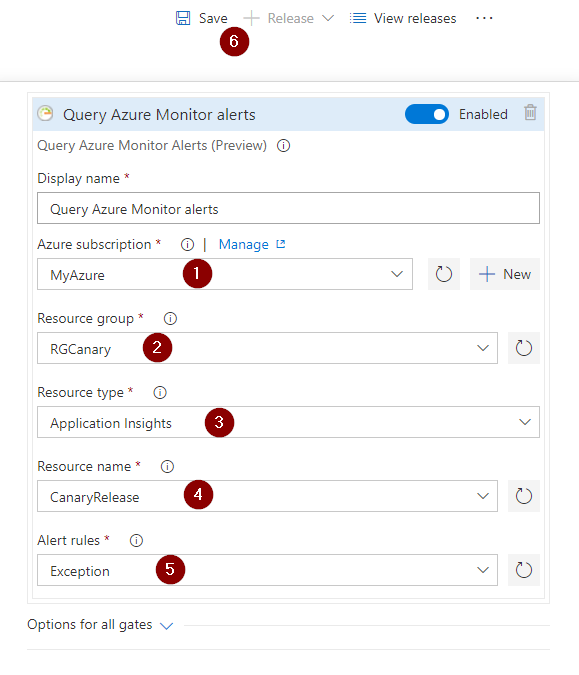 Save Release View releases ...
6
Query Azure Monitor alerts Enabled
Query Azure Monitor Alerts (Preview)
Display name *
Query Azure Monitor alerts
Azure subscription * | Manage
MyAzure 1 New
Resource group *
RGCanary 2
Resource type *
Application Insights 3
Resource name *
CanaryRelease 4
Alert rules *
Exception 5
Options for all gates